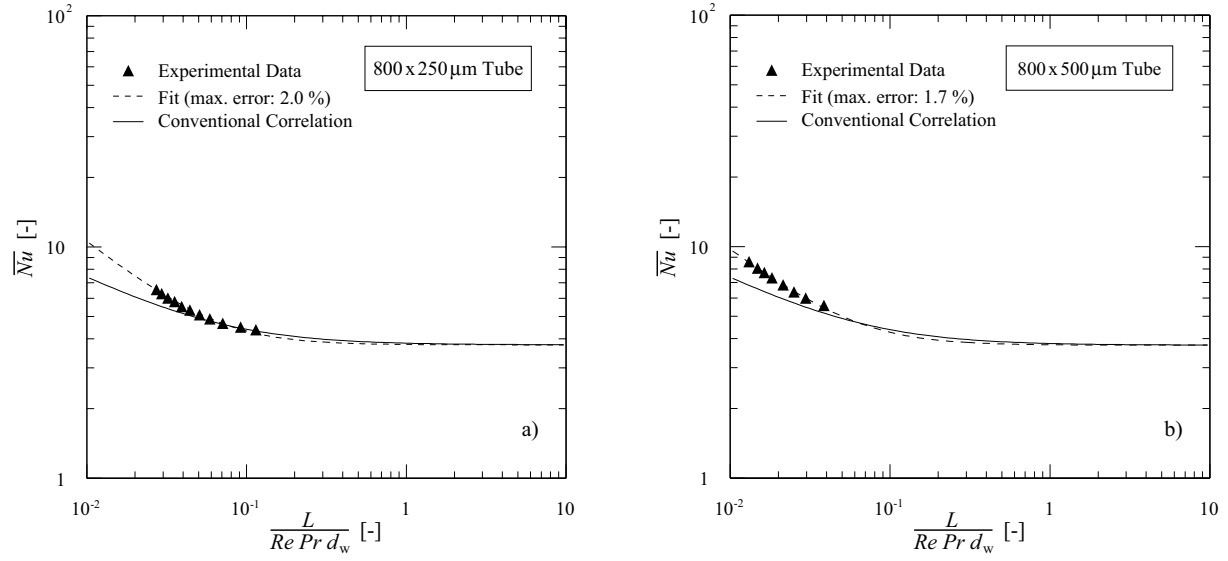 10²
800 x 250 μm Tube
Experimental Data
Fit (max. error: 2.0 %)
Conventional Correlation
Nu [-]
10
a)
1
10⁻² 10⁻¹ 1 10
L
Re Pr d_w [-]
10²
800 x 500 μm Tube
Experimental Data
Fit (max. error: 1.7 %)
Conventional Correlation
Nu [-]
10
b)
1
10⁻² 10⁻¹ 1 10
L
Re Pr d_w [-]